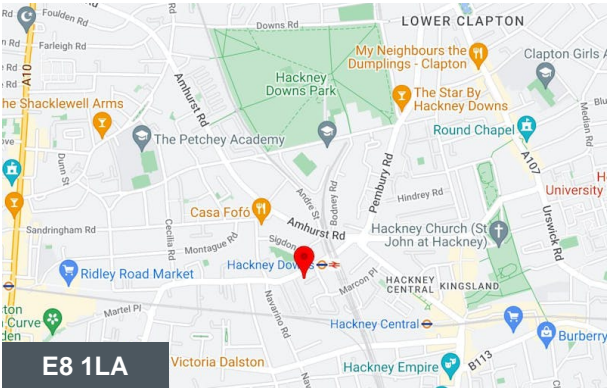 Foulden Rd
Downs Rd
LOWER CLAPTON
Farleigh Rd
A10
Amhurst Rd
My Neighbours the
Dumplings - Clapton
Clapton Girls A
Hackney
Downs Park
The Star By
Hackney Downs
he Shacklewell Arms
The Petchey Academy
Round Chapel
Median Rd
A107
Dunn St
Andre St
Bodney Rd
Pembury Rd
Hindrey Rd
University
Urswick Rd
Casa Fofó
Amhurst Rd
Hackney Church (St
John at Hackney)
Sandringham Rd
Cecilia Rd
Montague Rd
Sigdon
Hackney Downs
Ridley Road Market
Marcon Pl
HACKNEY
CENTRAL
KINGSLAND
Martel Pl
Navarino Rd
Hackney Central
Curve
den
Burberry
Victoria Dalston
Hackney Empire
B113
E8 1LA